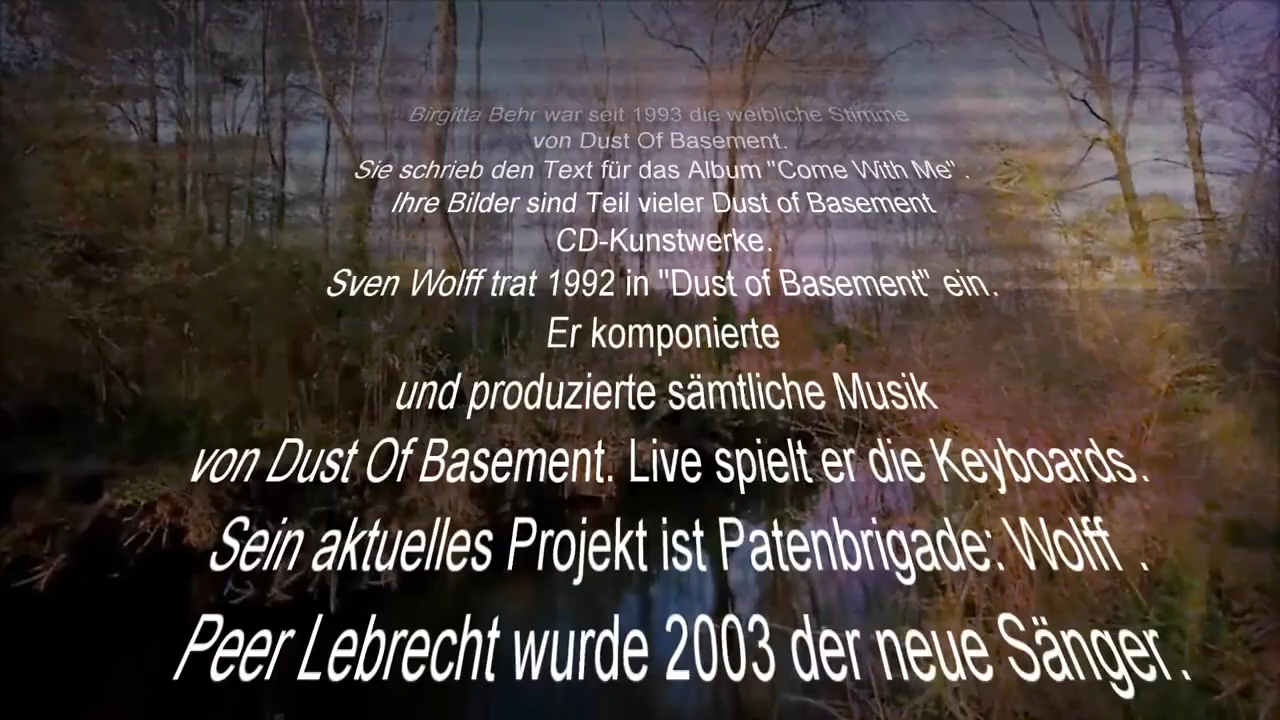 Birgitta Behr war seit 1993 die weibliche Stimme
von Dust Of Basement.
Sie schrieb den Text für das Album "Come With Me" .
Ihre Bilder sind Teil vieler Dust of Basement
CD-Kunstwerke.
Sven Wolff trat 1992 in "Dust of Basement" ein.
Er komponierte
und produzierte sämtliche Musik
von Dust Of Basement. Live spielt er die Keyboards.
Sein aktuelles Projekt ist Patenbrigade: Wolff .
Peer Lebrecht wurde 2003 der neue Sänger .